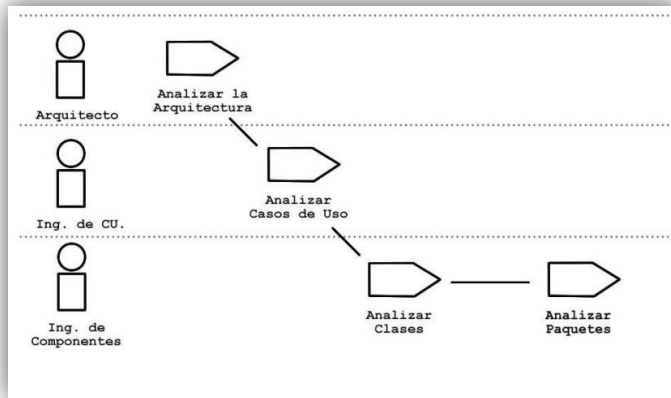 Analizar la
Arquitectura
Arquitecto
Analizar
Casos de Uso
Ing. de CU.
Ing. de
Componentes
Analizar
Clases
Analizar
Paquetes